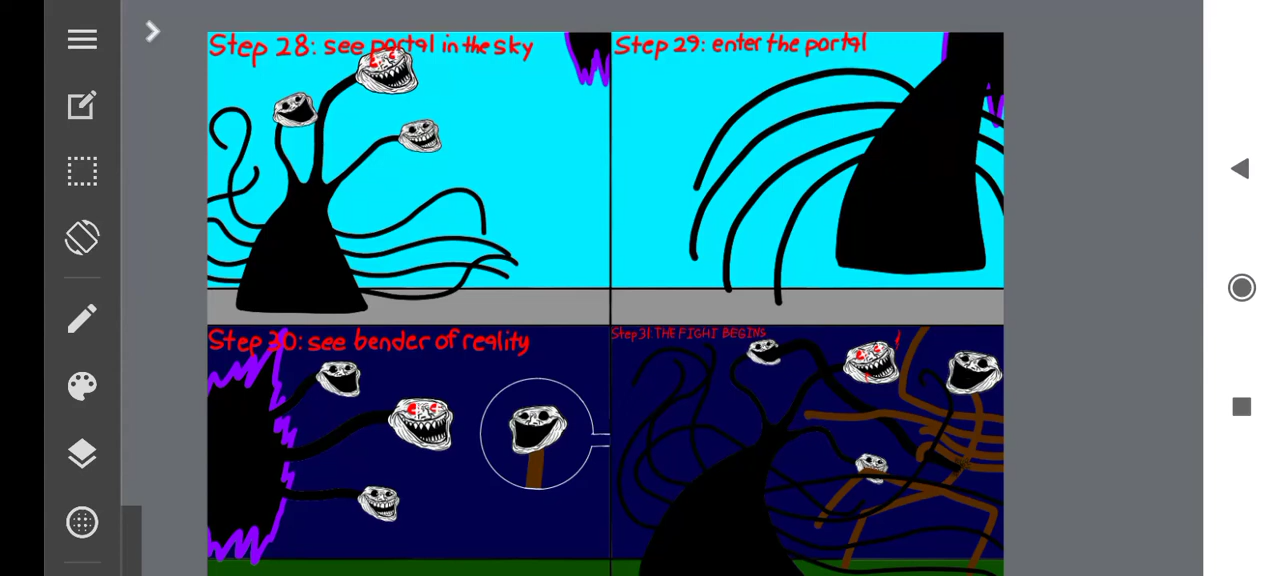 Step 28: see portal in the sky
Step 29: enter the portal
Step 30: see bender of reality
Step 31: THE FIGHT BEGINS